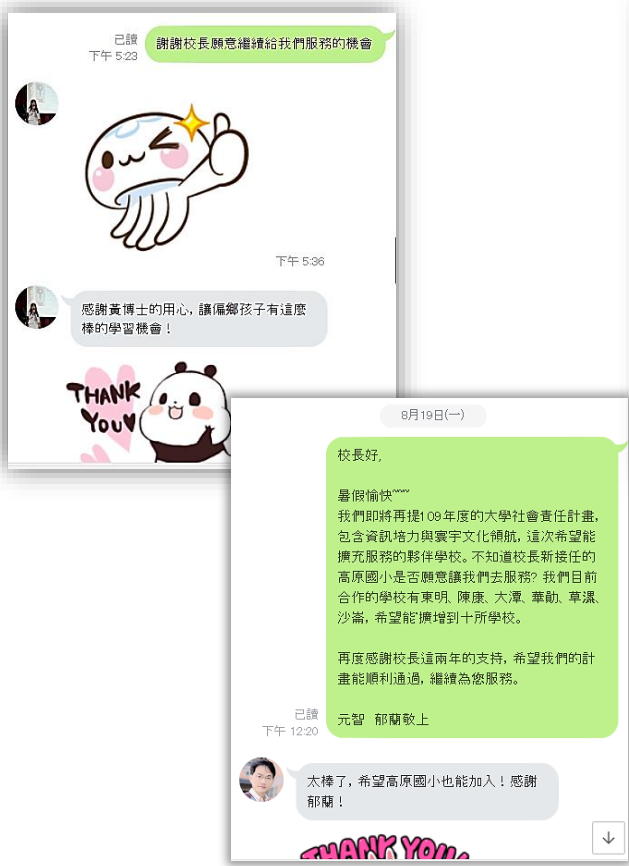 謝謝校長願意繼續給我們服務的機會
已讀
下午 5:23
下午 5:36
感謝黃博士的用心, 讓偏鄉孩子有這麼
棒的學習機會！
THANK
YOU
8月19日(一)
校長好,
暑假愉快~~~
我們即將再提109年度的大學社會責任計畫,
包含資訊培力與寰宇文化領航, 這次希望能
擴充服務的夥伴學校。不知道校長新接任的
高原國小是否願意讓我們去服務? 我們目前
合作的學校有東明、陳康、大潭、華勛、草漯、
沙崙, 希望能擴增到十所學校。
再度感謝校長這兩年的支持, 希望我們的計
畫能順利通過, 繼續為您服務。
元智 郁蘭敬上
已讀
下午 12:20
太棒了, 希望高原國小也能加入！感謝
郁蘭！
THANK YOU